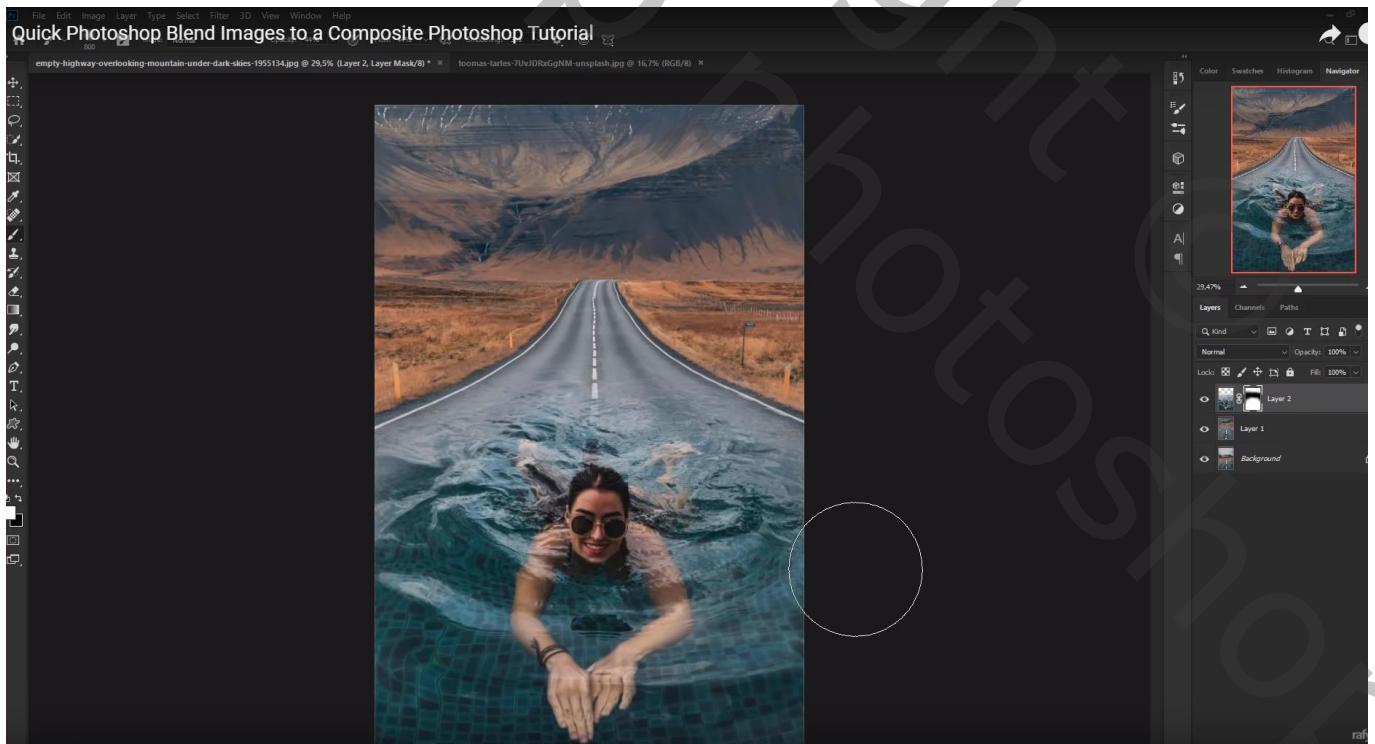 File Edit Image Layer Type Select Filter 3D View Window Help
Quick Photoshop Blend Images to a Composite Photoshop Tutorial
800
empty-highway-overlooking-mountain-under-dark-skies-1955134.jpg @ 29,5% (Layer 2, Layer Mask/8) * × toomas-tartes-7UvJDRxGgNM-unsplash.jpg @ 16,7% (RGB/8) ×
Color Swatches Histogram Navigator
29,47%
Layers Channels Paths
Kind
Normal Opacity: 100%
Lock: Fill: 100%
Layer 2
Layer 1
Background